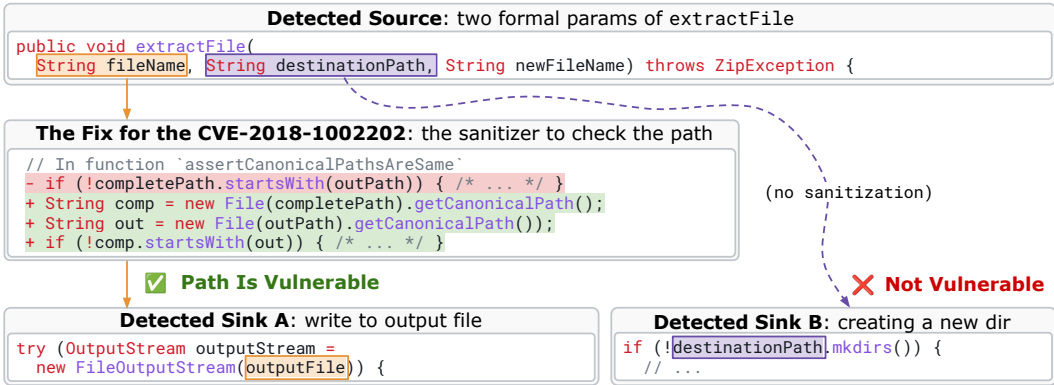 Detected Source: two formal params of extractFile
public void extractFile(
String fileName, String destinationPath, String newFileName) throws ZipException {
The Fix for the CVE-2018-1002202: the sanitizer to check the path
// In function `assertCanonicalPathsAreSame`
- if (!completePath.startsWith(outPath)) { /* ... */ }
+ String comp = new File(completePath).getCanonicalPath();
+ String out = new File(outPath).getCanonicalPath());
+ if (!comp.startsWith(out)) { /* ... */ }
(no sanitization)
✅ Path Is Vulnerable
❌ Not Vulnerable
Detected Sink A: write to output file
try (OutputStream outputStream =
new FileOutputStream(outputFile)) {
Detected Sink B: creating a new dir
if (!destinationPath.mkdirs()) {
// ...